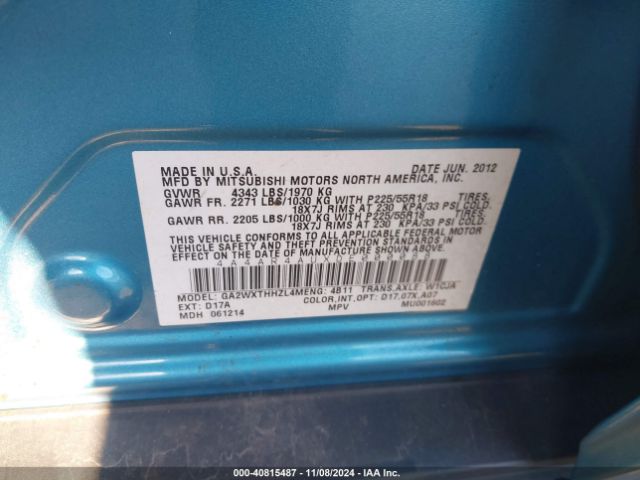 MADE IN U.S.A. DATE JUN. 2012
MFD BY MITSUBISHI MOTORS NORTH AMERICA, INC.
GVWR 4343 LBS/1970 KG
GAWR FR. 2271 LBS/1030 KG WITH P225/55R18 TIRES,
18X7J RIMS AT 230 KPA/33 PSI COLD.
GAWR RR. 2205 LBS/1000 KG WITH P225/55R18 TIRES,
18X7J RIMS AT 230 KPA/33 PSI COLD.
THIS VEHICLE CONFORMS TO ALL APPLICABLE FEDERAL MOTOR
VEHICLE SAFETY AND THEFT PREVENTION STANDARDS IN
EFFECT ON THE DATE OF MANUFACTURE SHOWN ABOVE.
MODEL: GA2WXTHHZL4M ENG: 4B11 TRANS,AXLE: W1CJA
EXT: D17A COLOR,INT,OPT: D17,07X,A07
MDH 061214 MPV MU001602
000-40815487 - 11/08/2024 - IAA Inc.